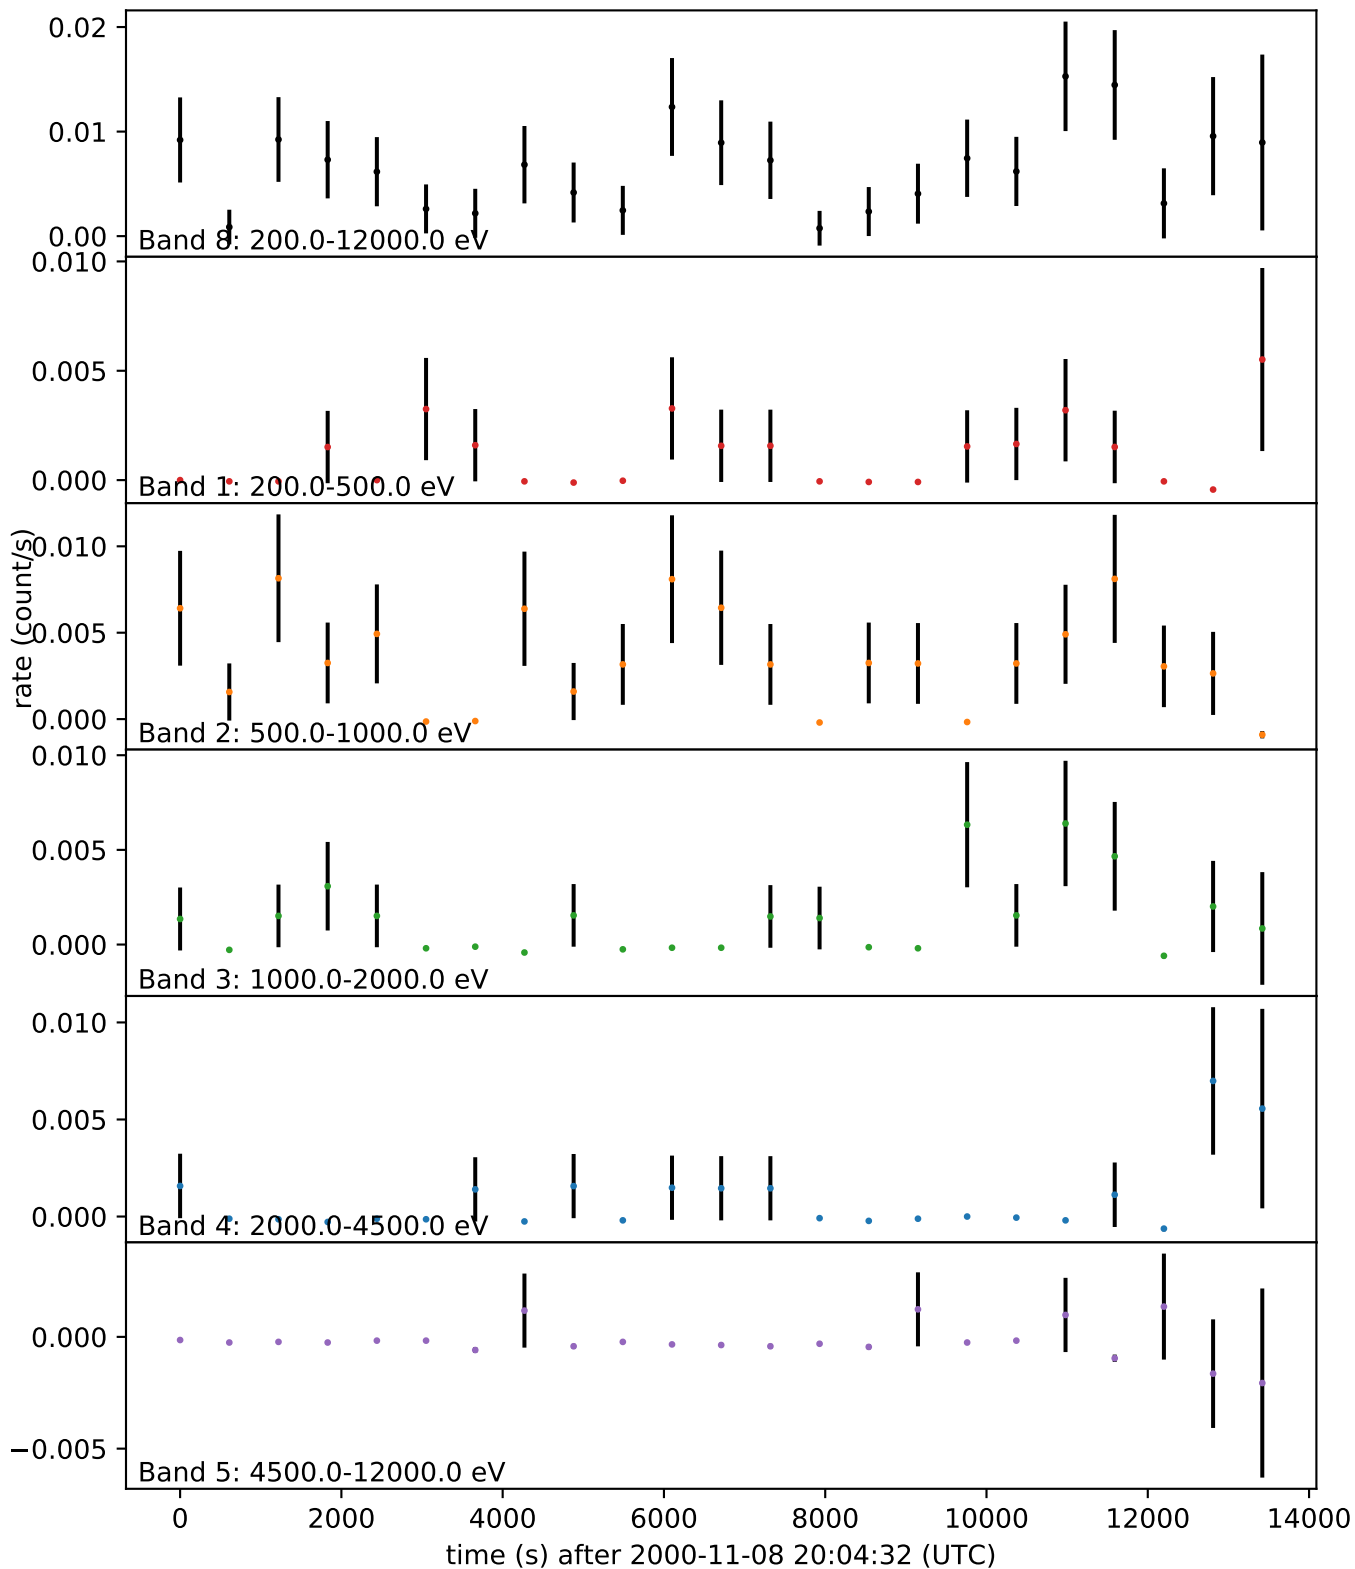 0.02
0.01
0.00
Band 8: 200.0-12000.0 eV
0.010
0.005
0.000
Band 1: 200.0-500.0 eV
rate (count/s)
0.010
0.005
0.000
Band 2: 500.0-1000.0 eV
0.010
0.005
0.000
Band 3: 1000.0-2000.0 eV
0.010
0.005
0.000
Band 4: 2000.0-4500.0 eV
0.000
−0.005
Band 5: 4500.0-12000.0 eV
0 2000 4000 6000 8000 10000 12000 14000
time (s) after 2000-11-08 20:04:32 (UTC)